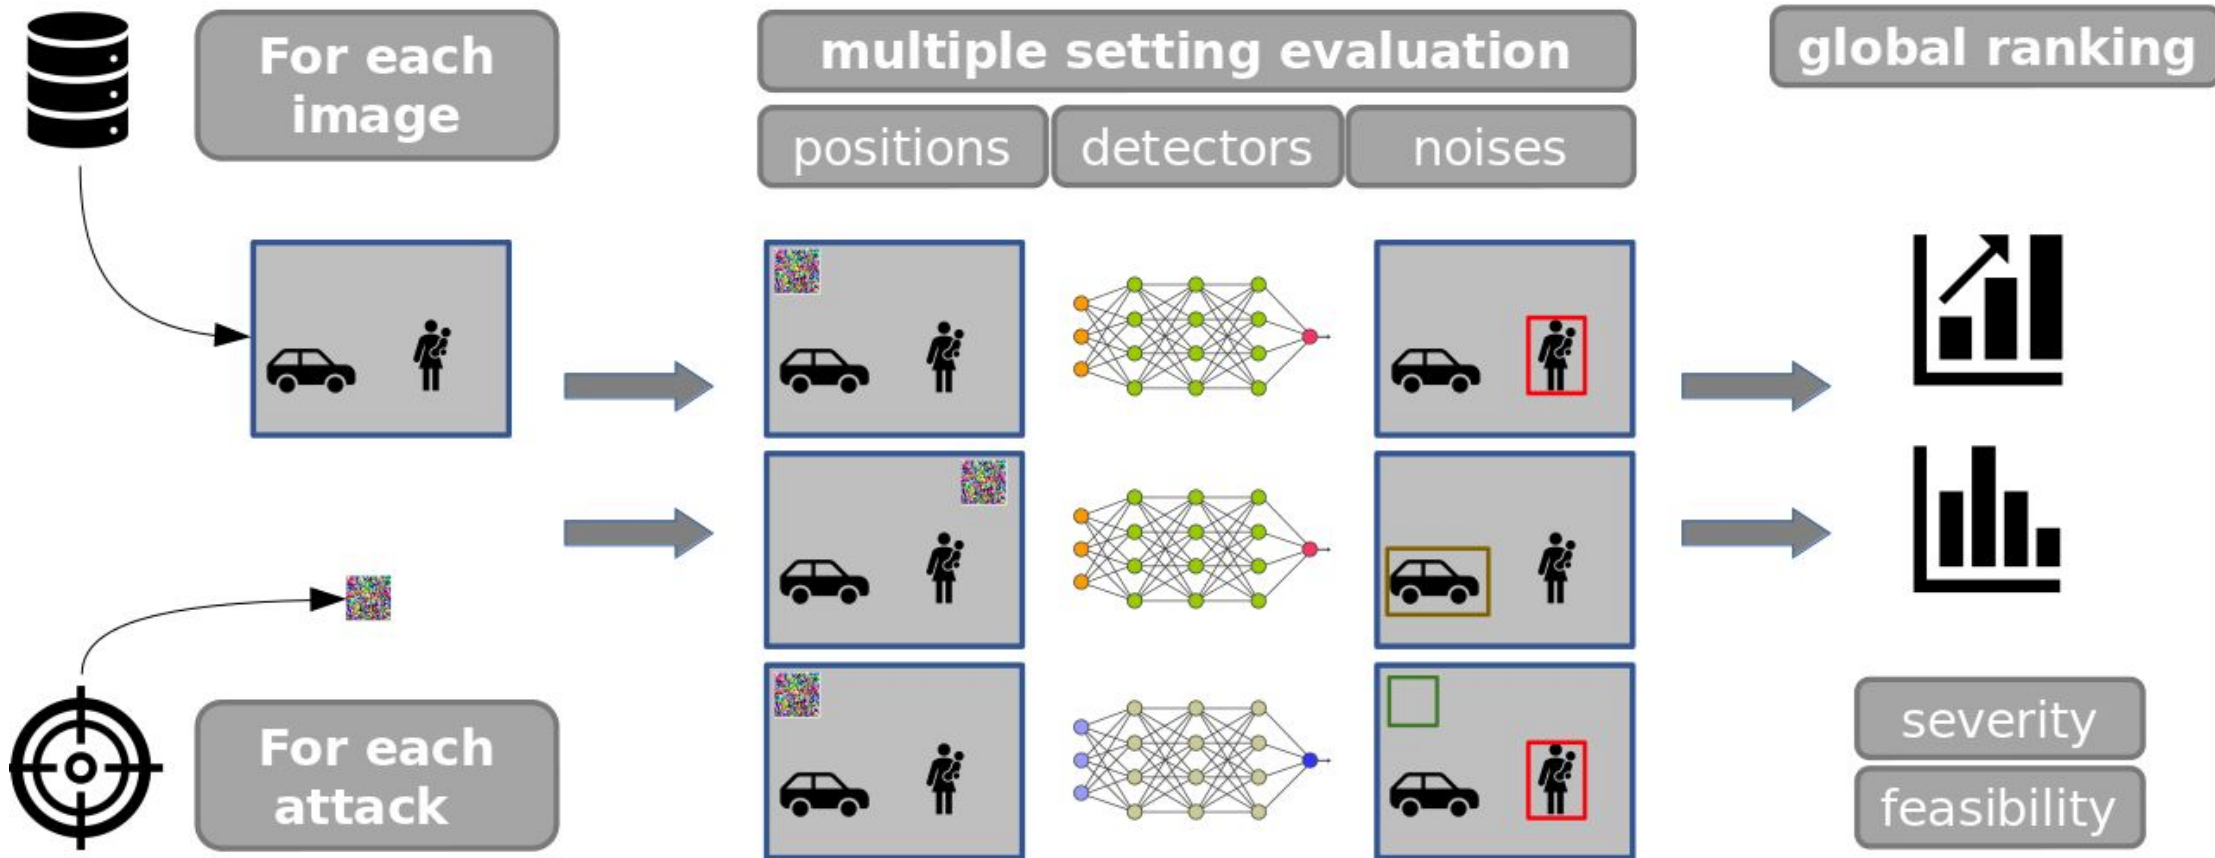 For each
image
multiple setting evaluation
positions
detectors
noises
global ranking
For each
attack
severity
feasibility